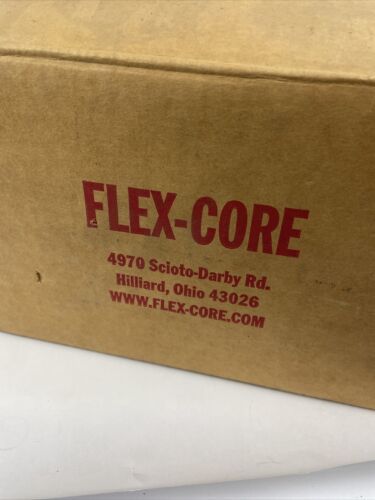 FLEX-CORE
4970 Scioto-Darby Rd.
Hilliard, Ohio 43026
WWW.FLEX-CORE.COM